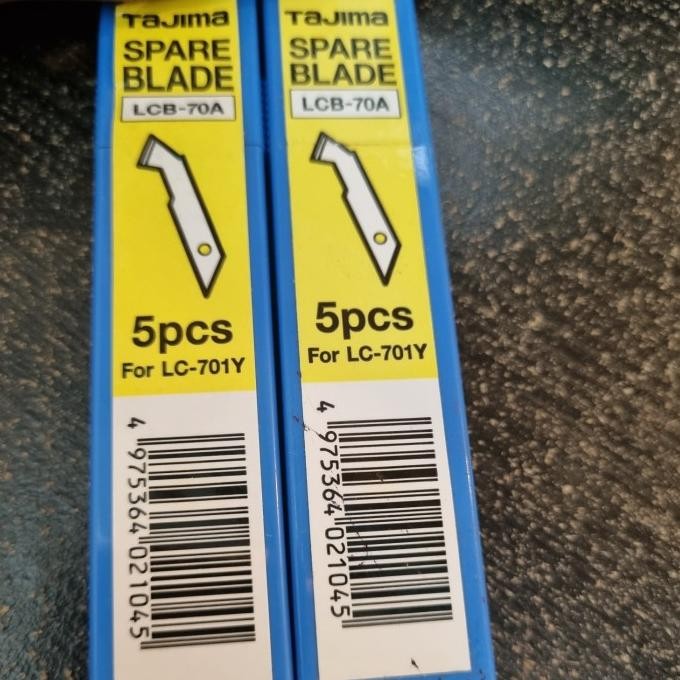 TaJIma
SPARE
BLADE
LCB-70A
5pcs
For LC-701Y
4 975364 021045
TaJIma
SPARE
BLADE
LCB-70A
5pcs
For LC-701Y
4 975364 021045